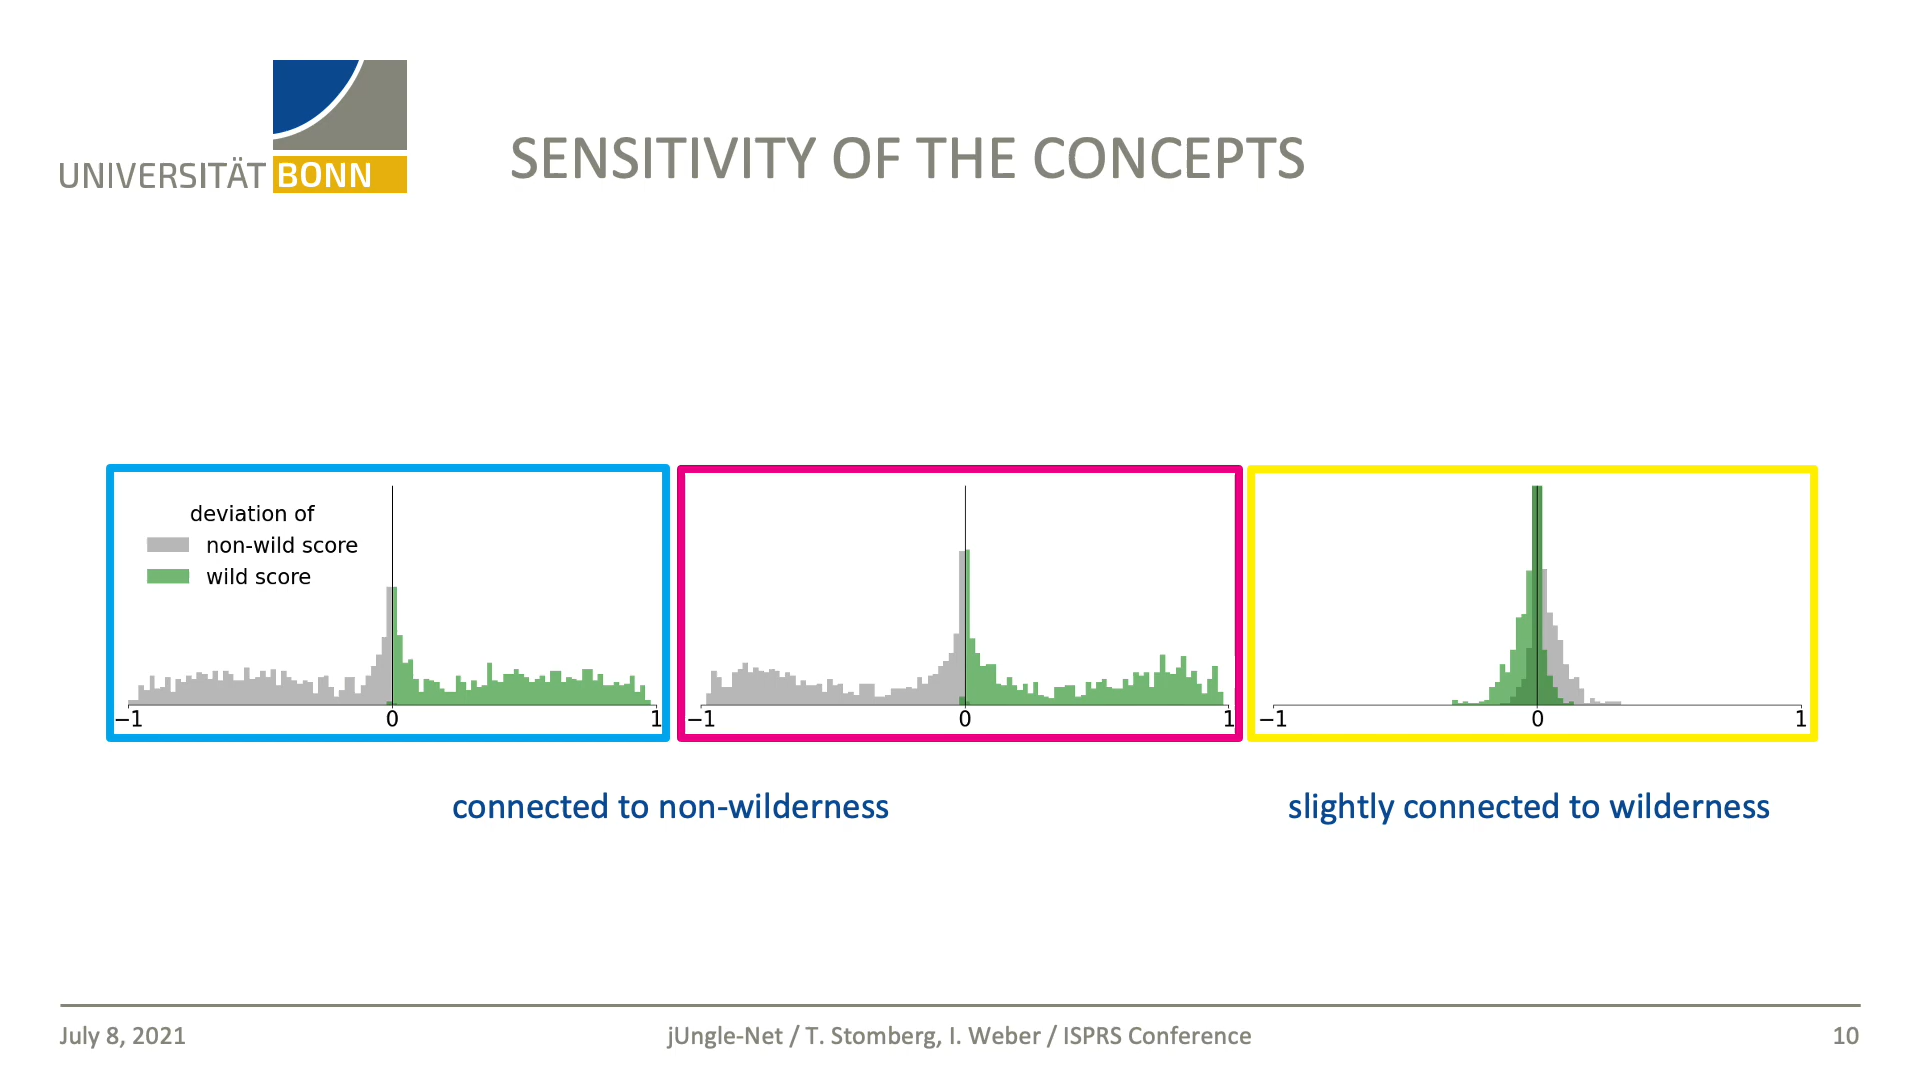 UNIVERSITÄT BONN
SENSITIVITY OF THE CONCEPTS
deviation of
non-wild score
wild score
−1 0 1
−1 0 1
−1 0 1
connected to non-wilderness
slightly connected to wilderness
July 8, 2021
jUngle-Net / T. Stomberg, I. Weber / ISPRS Conference
10